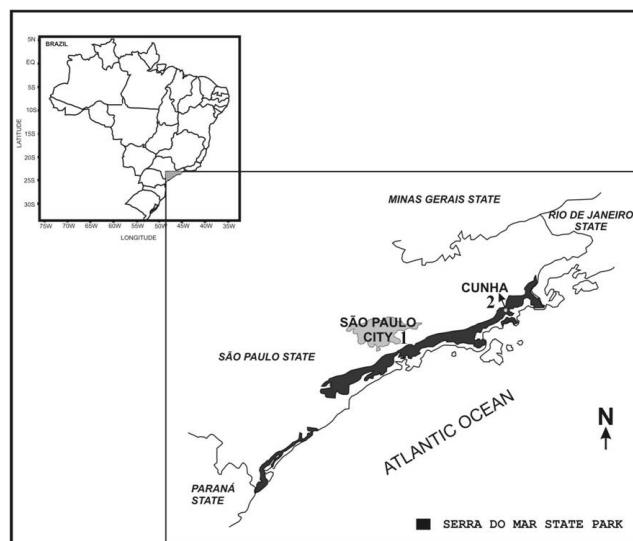 BRAZIL
5N
EQ
5S
10S
15S
20S
25S
30S
LATITUDE
75W 70W 65W 60W 55W 50W 45W 40W 35W
LONGITUDE
MINAS GERAIS STATE
RIO DE JANEIRO
STATE
CUNHA
2
SÃO PAULO
CITY 1
SÃO PAULO STATE
ATLANTIC OCEAN
N
PARANÁ
STATE
SERRA DO MAR STATE PARK